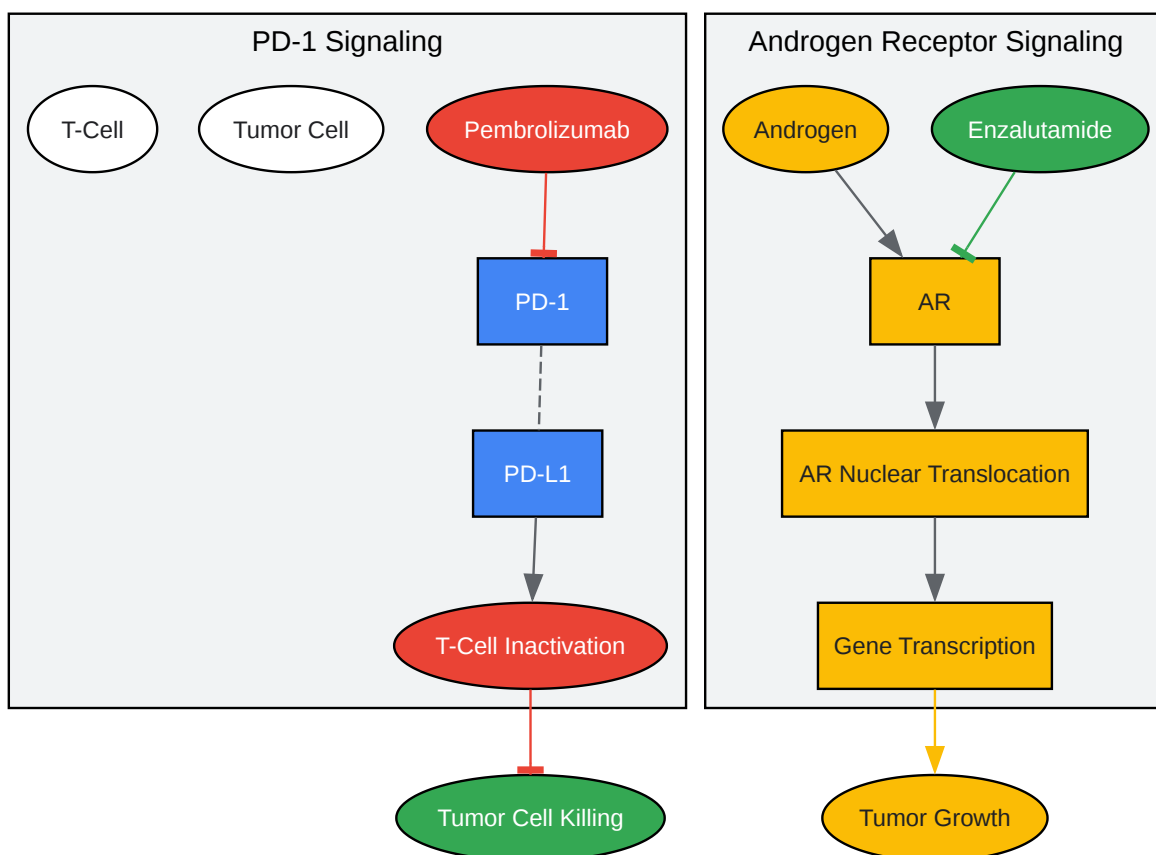 PD-1 Signaling
T-Cell
Tumor Cell
Pembrolizumab
PD-1
PD-L1
T-Cell Inactivation
Tumor Cell Killing
Androgen Receptor Signaling
Androgen
Enzalutamide
AR
AR Nuclear Translocation
Gene Transcription
Tumor Growth